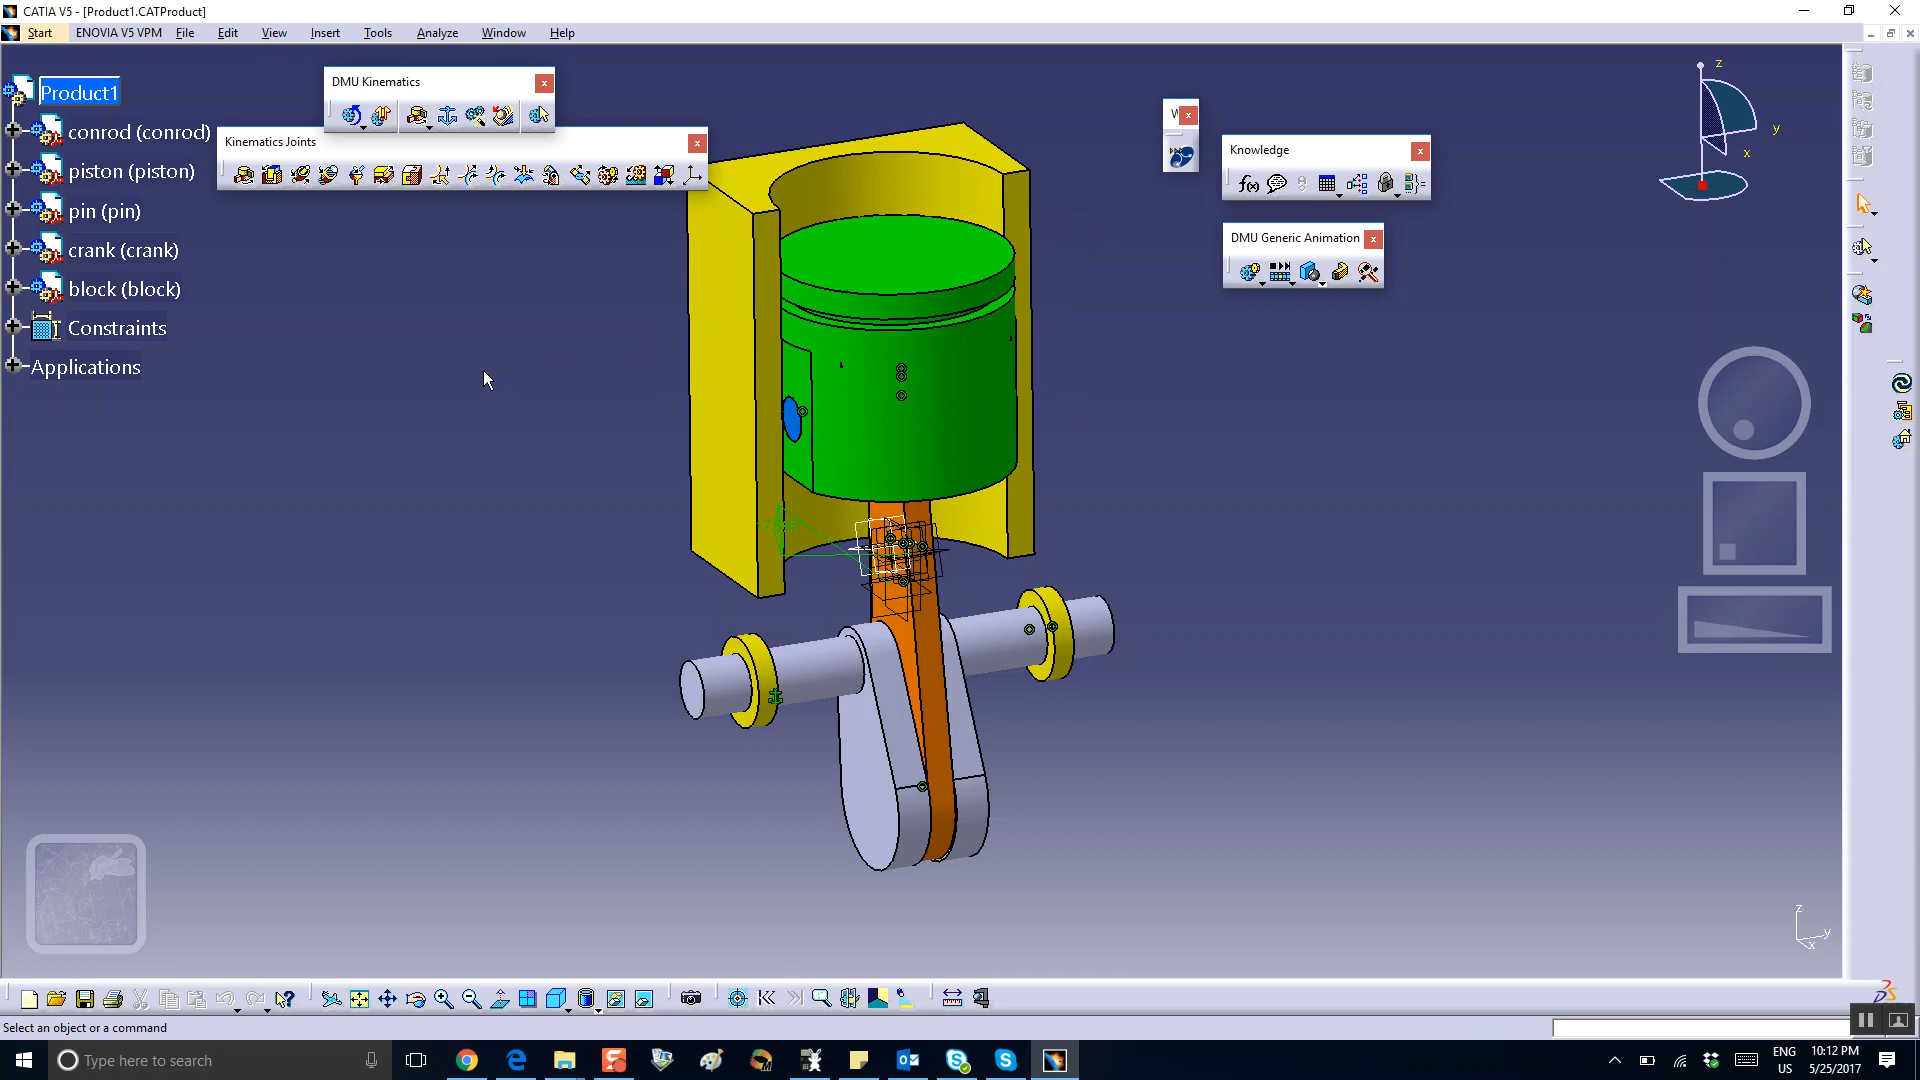 CATIA V5 - [Product1.CATProduct]
Start ENOVIA V5 VPM File Edit View Insert Tools Analyze Window Help
DMU Kinematics
Kinematics Joints
Product1
conrod (conrod)
piston (piston)
pin (pin)
crank (crank)
block (block)
Constraints
Applications
Knowledge
f(x)
DMU Generic Animation
z
y
x
z
y
x
Select an object or a command
Type here to search
ENG
US
10:12 PM
5/25/2017